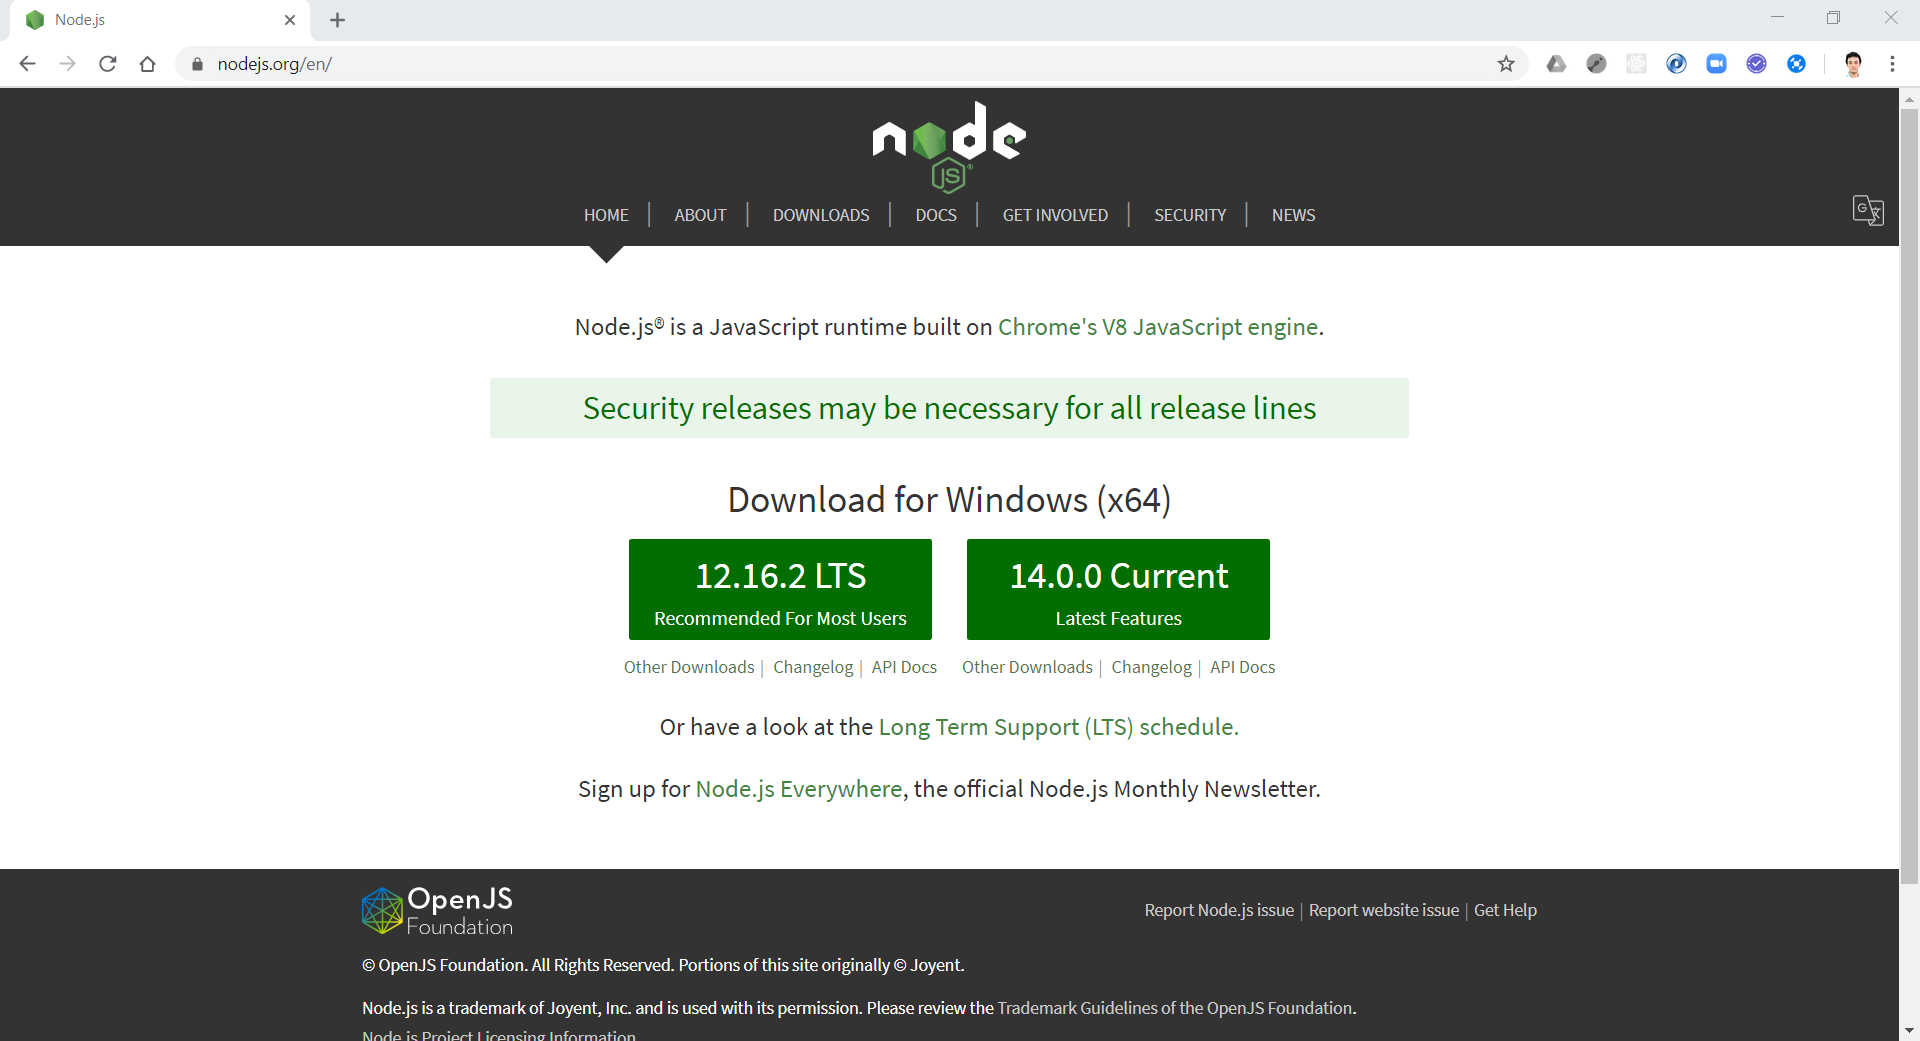 Node.js
nodejs.org/en/
node
JS®
HOME | ABOUT | DOWNLOADS | DOCS | GET INVOLVED | SECURITY | NEWS
Node.js® is a JavaScript runtime built on Chrome's V8 JavaScript engine.
Security releases may be necessary for all release lines
Download for Windows (x64)
12.16.2 LTS
Recommended For Most Users
14.0.0 Current
Latest Features
Other Downloads | Changelog | API Docs
Other Downloads | Changelog | API Docs
Or have a look at the Long Term Support (LTS) schedule.
Sign up for Node.js Everywhere, the official Node.js Monthly Newsletter.
OpenJS
Foundation
Report Node.js issue | Report website issue | Get Help
© OpenJS Foundation. All Rights Reserved. Portions of this site originally © Joyent.
Node.js is a trademark of Joyent, Inc. and is used with its permission. Please review the Trademark Guidelines of the OpenJS Foundation.
Node.js Project Licensing Information